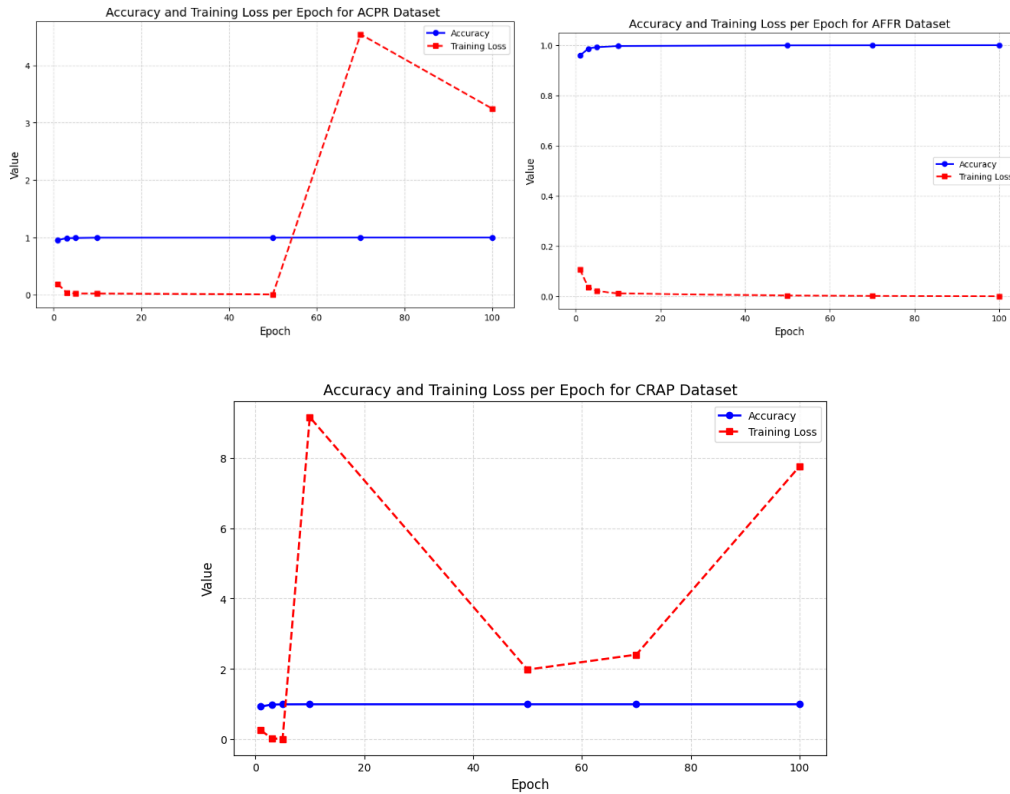 Accuracy and Training Loss per Epoch for ACPR Dataset
Accuracy
Training Loss
Value
4
3
2
1
0
0 20 40 60 80 100
Epoch
Accuracy and Training Loss per Epoch for AFFR Dataset
1.0
0.8
0.6
0.4
0.2
0.0
Value
Accuracy
Training Loss
0 20 40 60 80 100
Epoch
Accuracy and Training Loss per Epoch for CRAP Dataset
Accuracy
Training Loss
Value
8
6
4
2
0
0 20 40 60 80 100
Epoch